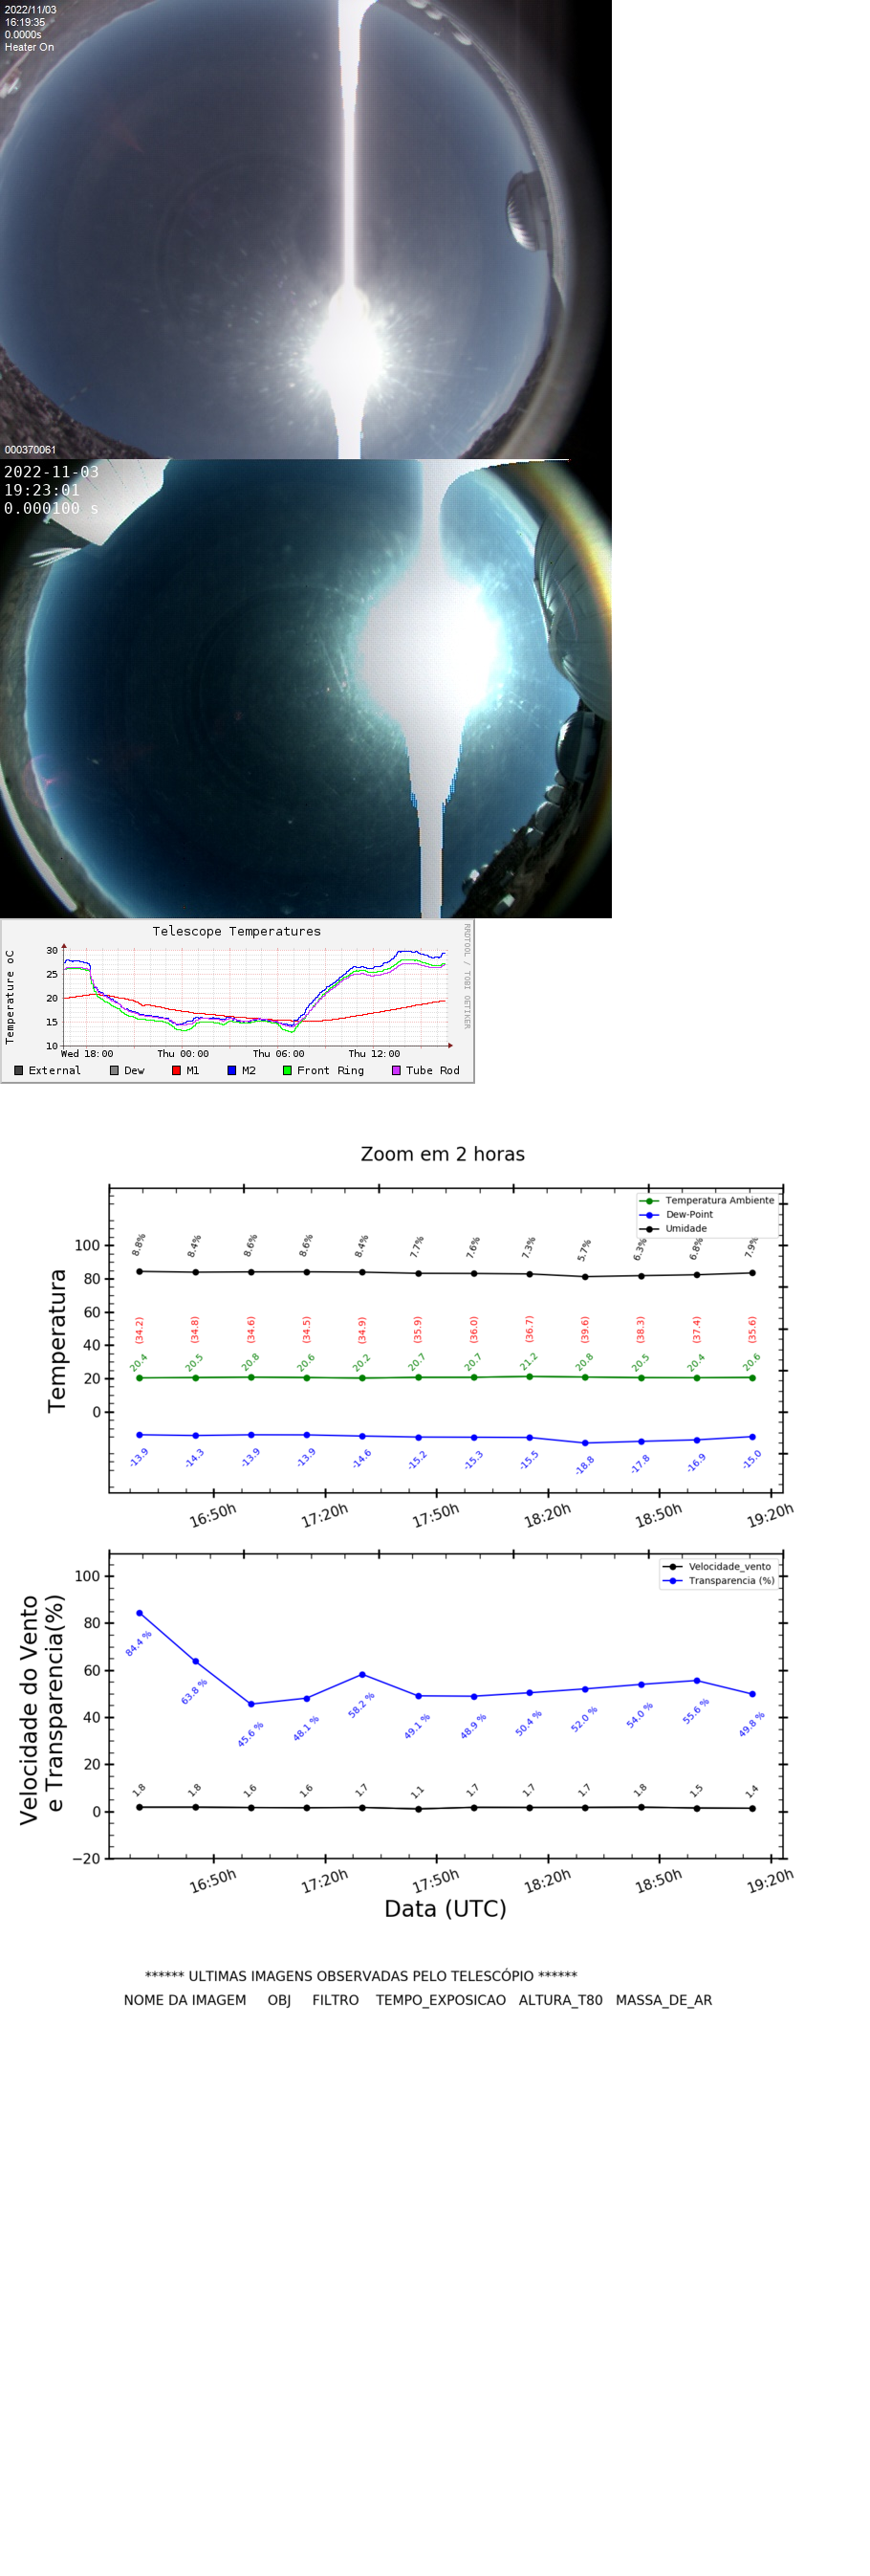 2022/11/03
16:19:35
0.0000s
Heater On
000370061
2022-11-03
19:23:01
0.000100 s
Telescope Temperatures
RRDTOOL / TOBI OETIKER
Temperature oC
30
25
20
15
10
Wed 18:00 Thu 00:00 Thu 06:00 Thu 12:00
External Dew M1 M2 Front Ring Tube Rod
Zoom em 2 horas
Temperatura Ambiente
Dew-Point
Umidade
Temperatura
100
80
60
40
20
0
8.8% 8.4% 8.6% 8.6% 8.4% 7.7% 7.6% 7.3% 5.7% 6.3% 6.8% 7.9%
(34.2) (34.8) (34.6) (34.5) (34.9) (35.9) (36.0) (36.7) (39.6) (38.3) (37.4) (35.6)
20.4 20.5 20.8 20.6 20.2 20.7 20.7 21.2 20.8 20.5 20.4 20.6
-13.9 -14.3 -13.9 -13.9 -14.6 -15.2 -15.3 -15.5 -18.8 -17.8 -16.9 -15.0
16:50h 17:20h 17:50h 18:20h 18:50h 19:20h
Velocidade_vento
Transparencia (%)
Velocidade do Vento
e Transparencia(%)
100
80
60
40
20
0
−20
84.4 % 63.8 % 45.6 % 48.1 % 58.2 % 49.1 % 48.9 % 50.4 % 52.0 % 54.0 % 55.6 % 49.8 %
1.8 1.8 1.6 1.6 1.7 1.1 1.7 1.7 1.7 1.8 1.5 1.4
16:50h 17:20h 17:50h 18:20h 18:50h 19:20h
Data (UTC)
****** ULTIMAS IMAGENS OBSERVADAS PELO TELESCÓPIO ******
NOME DA IMAGEM OBJ FILTRO TEMPO_EXPOSICAO ALTURA_T80 MASSA_DE_AR